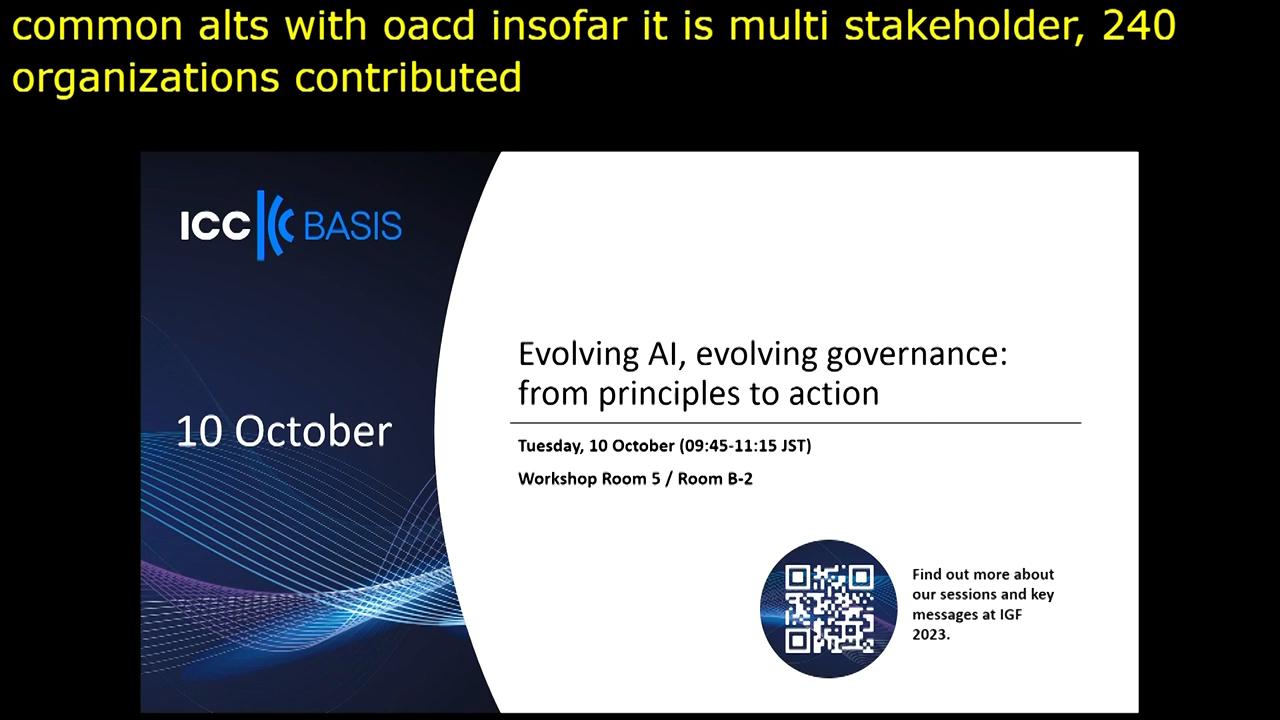 common alts with oacd insofar it is multi stakeholder, 240
organizations contributed
ICC BASIS
10 October
Evolving AI, evolving governance:
from principles to action
Tuesday, 10 October (09:45-11:15 JST)
Workshop Room 5 / Room B-2
Find out more about
our sessions and key
messages at IGF
2023.